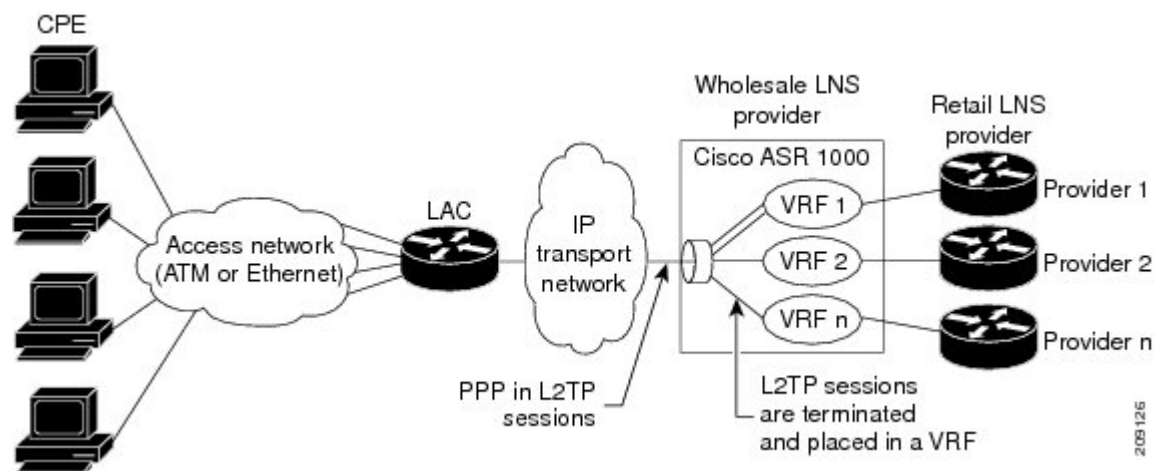 CPE
Access network
(ATM or Ethernet)
LAC
IP
transport
network
PPP in L2TP
sessions
Wholesale LNS
provider
Cisco ASR 1000
VRF 1
VRF 2
VRF n
L2TP sessions
are terminated
and placed in a VRF
Retail LNS
provider
Provider 1
Provider 2
Provider n
209126